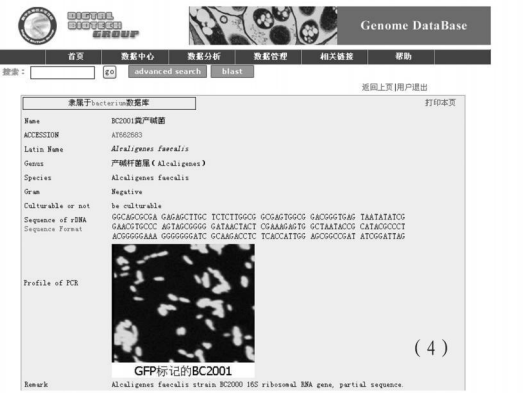 DIGITAL
BIOTECH
GROUP
Genome DataBase
首页 数据中心 数据分析 数据管理 相关链接 帮助
搜索： go advanced search blast
返回上页|用户退出
隶属于bacterium数据库 打印本页
Name BC2001粪产碱菌
ACCESSION AY662683
Latin Name Alcaligenes faecalis
Genus 产碱杆菌属(Alcaligenes)
Species Alcaligenes faecalis
Gram Negative
Culturable or not be culturable
Sequence of rDNA GGCAGCGCGA GAGAGCTTGC TCTCTTGGCG GCGAGTGGCG GACGGGTGAG TAATATATCG
Sequence Format GAACGTGCCC AGTAGCGGGG GATAACTACT CGAAAGAGTG GCTAATACCG CATACGCCCT
ACGGGGGAAA GGGGGGGATC GCAAGACCTC TCACCATTGG AGCGGCCGAT ATCGGATTAG
Profile of PCR
(4)
GFP标记的BC2001
Remark Alcaligenes faecalis strain BC2000 16S ribosomal RNA gene, partial sequence.